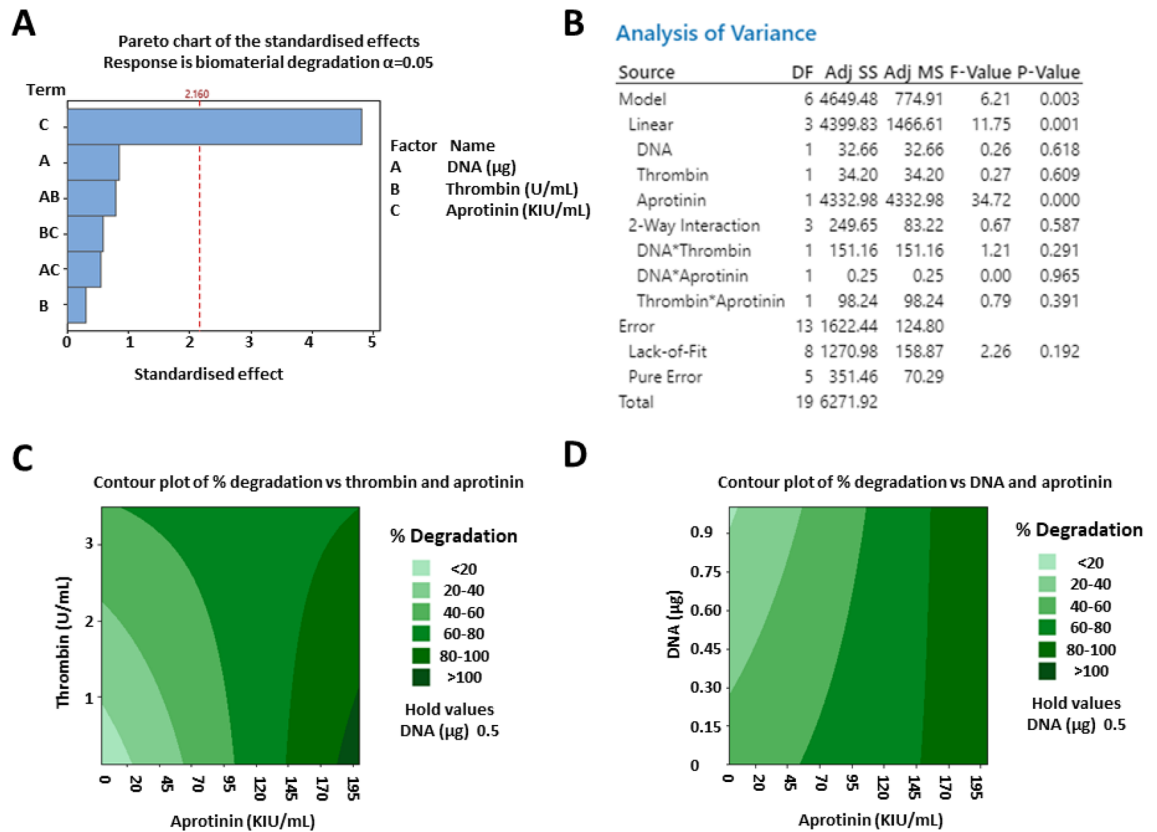 A
Pareto chart of the standardised effects
Response is biomaterial degradation α=0.05
Term
2.160
C
A
AB
BC
AC
B
0 1 2 3 4 5
Standardised effect
Factor Name
A DNA (µg)
B Thrombin (U/mL)
C Aprotinin (KIU/mL)
B
Analysis of Variance
Source DF Adj SS Adj MS F-Value P-Value
Model 6 4649.48 774.91 6.21 0.003
Linear 3 4399.83 1466.61 11.75 0.001
DNA 1 32.66 32.66 0.26 0.618
Thrombin 1 34.20 34.20 0.27 0.609
Aprotinin 1 4332.98 4332.98 34.72 0.000
2-Way Interaction 3 249.65 83.22 0.67 0.587
DNA*Thrombin 1 151.16 151.16 1.21 0.291
DNA*Aprotinin 1 0.25 0.25 0.00 0.965
Thrombin*Aprotinin 1 98.24 98.24 0.79 0.391
Error 13 1622.44 124.80
Lack-of-Fit 8 1270.98 158.87 2.26 0.192
Pure Error 5 351.46 70.29
Total 19 6271.92
C
Contour plot of % degradation vs thrombin and aprotinin
Thrombin (U/mL)
3
2
1
0 20 45 70 95 120 145 170 195
Aprotinin (KIU/mL)
% Degradation
<20
20-40
40-60
60-80
80-100
>100
Hold values
DNA (µg) 0.5
D
Contour plot of % degradation vs DNA and aprotinin
DNA (µg)
0.9
0.75
0.60
0.45
0.30
0.15
0
0 20 45 70 95 120 145 170 195
Aprotinin (KIU/mL)
% Degradation
<20
20-40
40-60
60-80
80-100
>100
Hold values
DNA (µg) 0.5